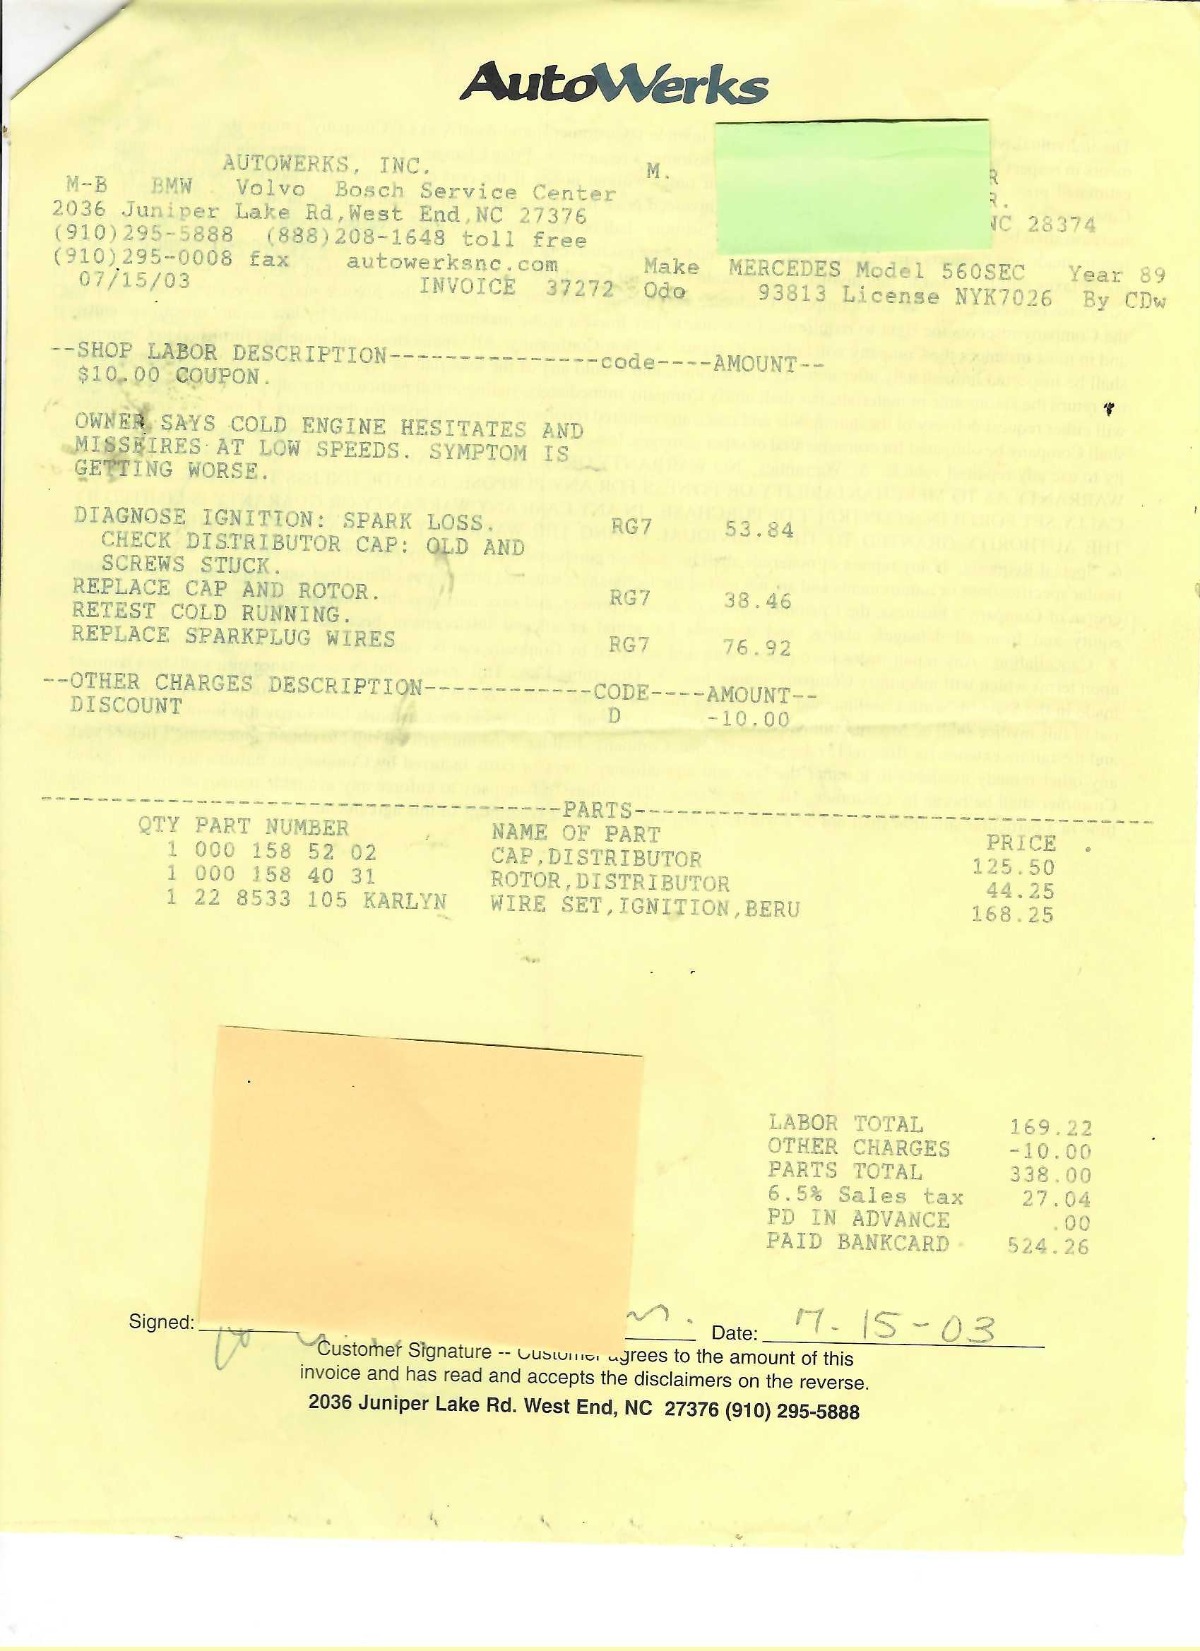 AutoWerks
AUTOWERKS, INC.
M-B BMW Volvo Bosch Service Center
2036 Juniper Lake Rd,West End,NC 27376
(910)295-5888 (888)208-1648 toll free
(910)295-0008 fax autowerksnc.com
07/15/03 INVOICE 37272
M.
R
R.
NC 28374
Make MERCEDES Model 560SEC Year 89
Odo 93813 License NYK7026 By CDw
--SHOP LABOR DESCRIPTION---------------code----AMOUNT--
$10.00 COUPON.
OWNER SAYS COLD ENGINE HESITATES AND
MISSFIRES AT LOW SPEEDS. SYMPTOM IS
GETTING WORSE.
DIAGNOSE IGNITION: SPARK LOSS. RG7 53.84
CHECK DISTRIBUTOR CAP: OLD AND
SCREWS STUCK.
REPLACE CAP AND ROTOR. RG7 38.46
RETEST COLD RUNNING.
REPLACE SPARKPLUG WIRES RG7 76.92
--OTHER CHARGES DESCRIPTION------------CODE----AMOUNT--
DISCOUNT D -10.00
-------------------------------------PARTS-------------------------------------
QTY PART NUMBER NAME OF PART PRICE
1 000 158 52 02 CAP,DISTRIBUTOR 125.50
1 000 158 40 31 ROTOR,DISTRIBUTOR 44.25
1 22 8533 105 KARLYN WIRE SET,IGNITION,BERU 168.25
LABOR TOTAL 169.22
OTHER CHARGES -10.00
PARTS TOTAL 338.00
6.5% Sales tax 27.04
PD IN ADVANCE .00
PAID BANKCARD 524.26
Signed: Date: 7-15-03
Customer Signature -- Customer agrees to the amount of this
invoice and has read and accepts the disclaimers on the reverse.
2036 Juniper Lake Rd. West End, NC 27376 (910) 295-5888